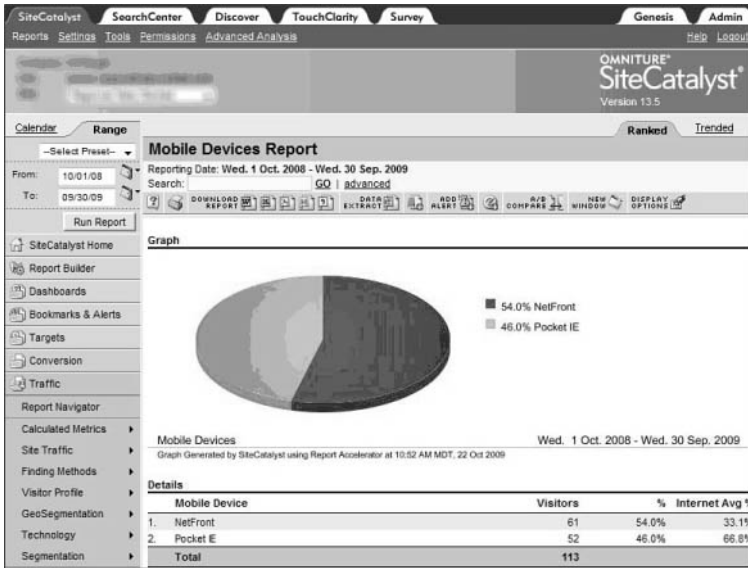 SiteCatalyst SearchCenter Discover TouchClarity Survey Genesis Admin
Reports Settings Tools Permissions Advanced Analysis Help Logout
OMNITURE®
SiteCatalyst®
Version 13.5
Calendar Range Ranked Trended
--Select Preset--
Mobile Devices Report
From: 10/01/08
To: 09/30/09
Run Report
Reporting Date: Wed. 1 Oct. 2008 - Wed. 30 Sep. 2009
Search: GO | advanced
DOWNLOAD REPORT DATA EXTRACT ADD ALERT A/B COMPARE NEW WINDOW DISPLAY OPTIONS
SiteCatalyst Home
Report Builder
Dashboards
Bookmarks & Alerts
Targets
Conversion
Traffic
Report Navigator
Calculated Metrics
Site Traffic
Finding Methods
Visitor Profile
GeoSegmentation
Technology
Segmentation
Graph
54.0% NetFront
46.0% Pocket IE
Mobile Devices Wed. 1 Oct. 2008 - Wed. 30 Sep. 2009
Graph Generated by SiteCatalyst using Report Accelerator at 10:52 AM MDT, 22 Oct 2009
Details
Mobile Device Visitors % Internet Avg %
1. NetFront 61 54.0% 33.1%
2. Pocket IE 52 46.0% 66.8%
Total 113